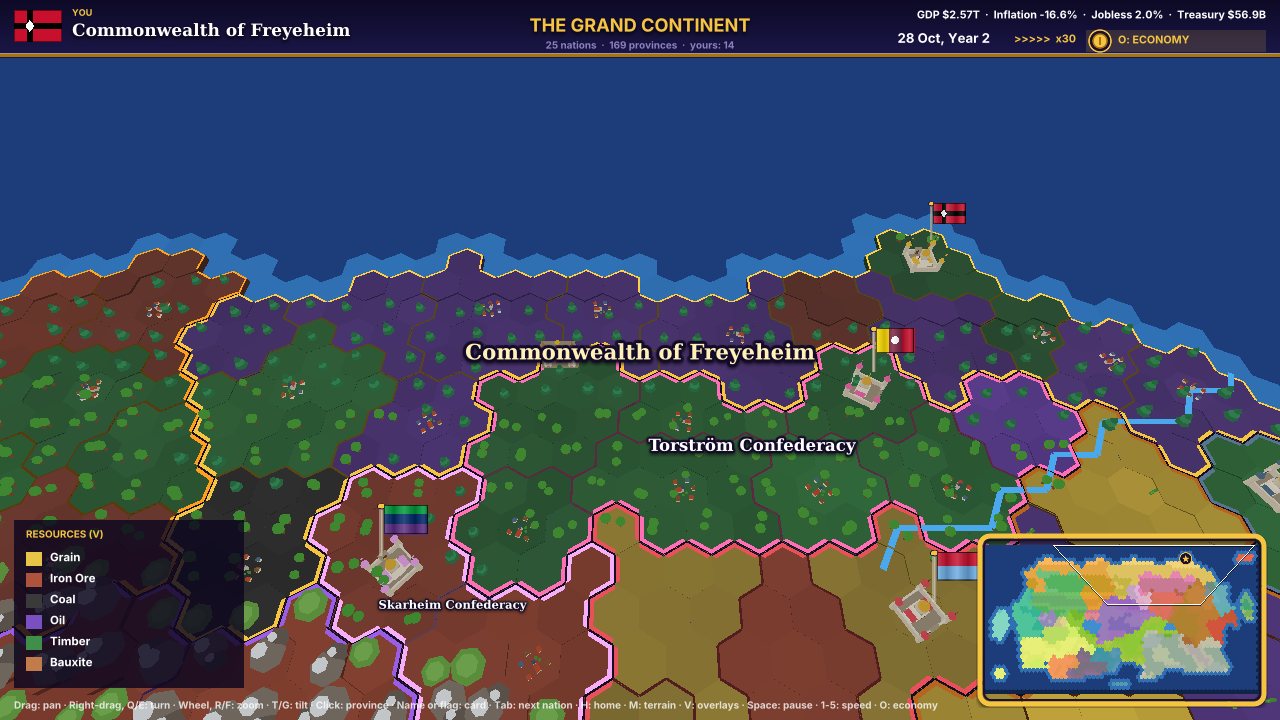 YOU
Commonwealth of Freyeheim
THE GRAND CONTINENT
25 nations · 169 provinces · yours: 14
GDP $2.57T · Inflation -16.6% · Jobless 2.0% · Treasury $56.9B
28 Oct, Year 2
>>>>> x30
O: ECONOMY
Commonwealth of Freyeheim
Torström Confederacy
Skarheim Confederacy
RESOURCES (V)
Grain
Iron Ore
Coal
Oil
Timber
Bauxite
Drag: pan · Right-drag, Q/E: turn · Wheel, R/F: zoom · T/G: tilt · Click: province · Name or flag: card · Tab: next nation · H: home · M: terrain · V: overlays · Space: pause · 1-5: speed · O: economy